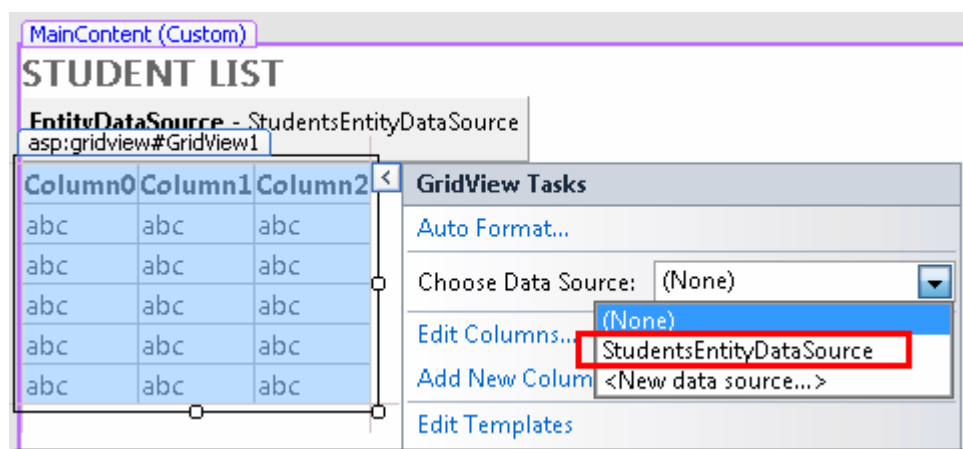 MainContent (Custom)
STUDENT LIST
EntityDataSource - StudentsEntityDataSource
asp:gridview#GridView1
Column0 Column1 Column2
abc abc abc
abc abc abc
abc abc abc
abc abc abc
abc abc abc
<
GridView Tasks
Auto Format...
Choose Data Source: (None)
(None)
StudentsEntityDataSource
<New data source...>
Edit Columns...
Add New Colum
Edit Templates